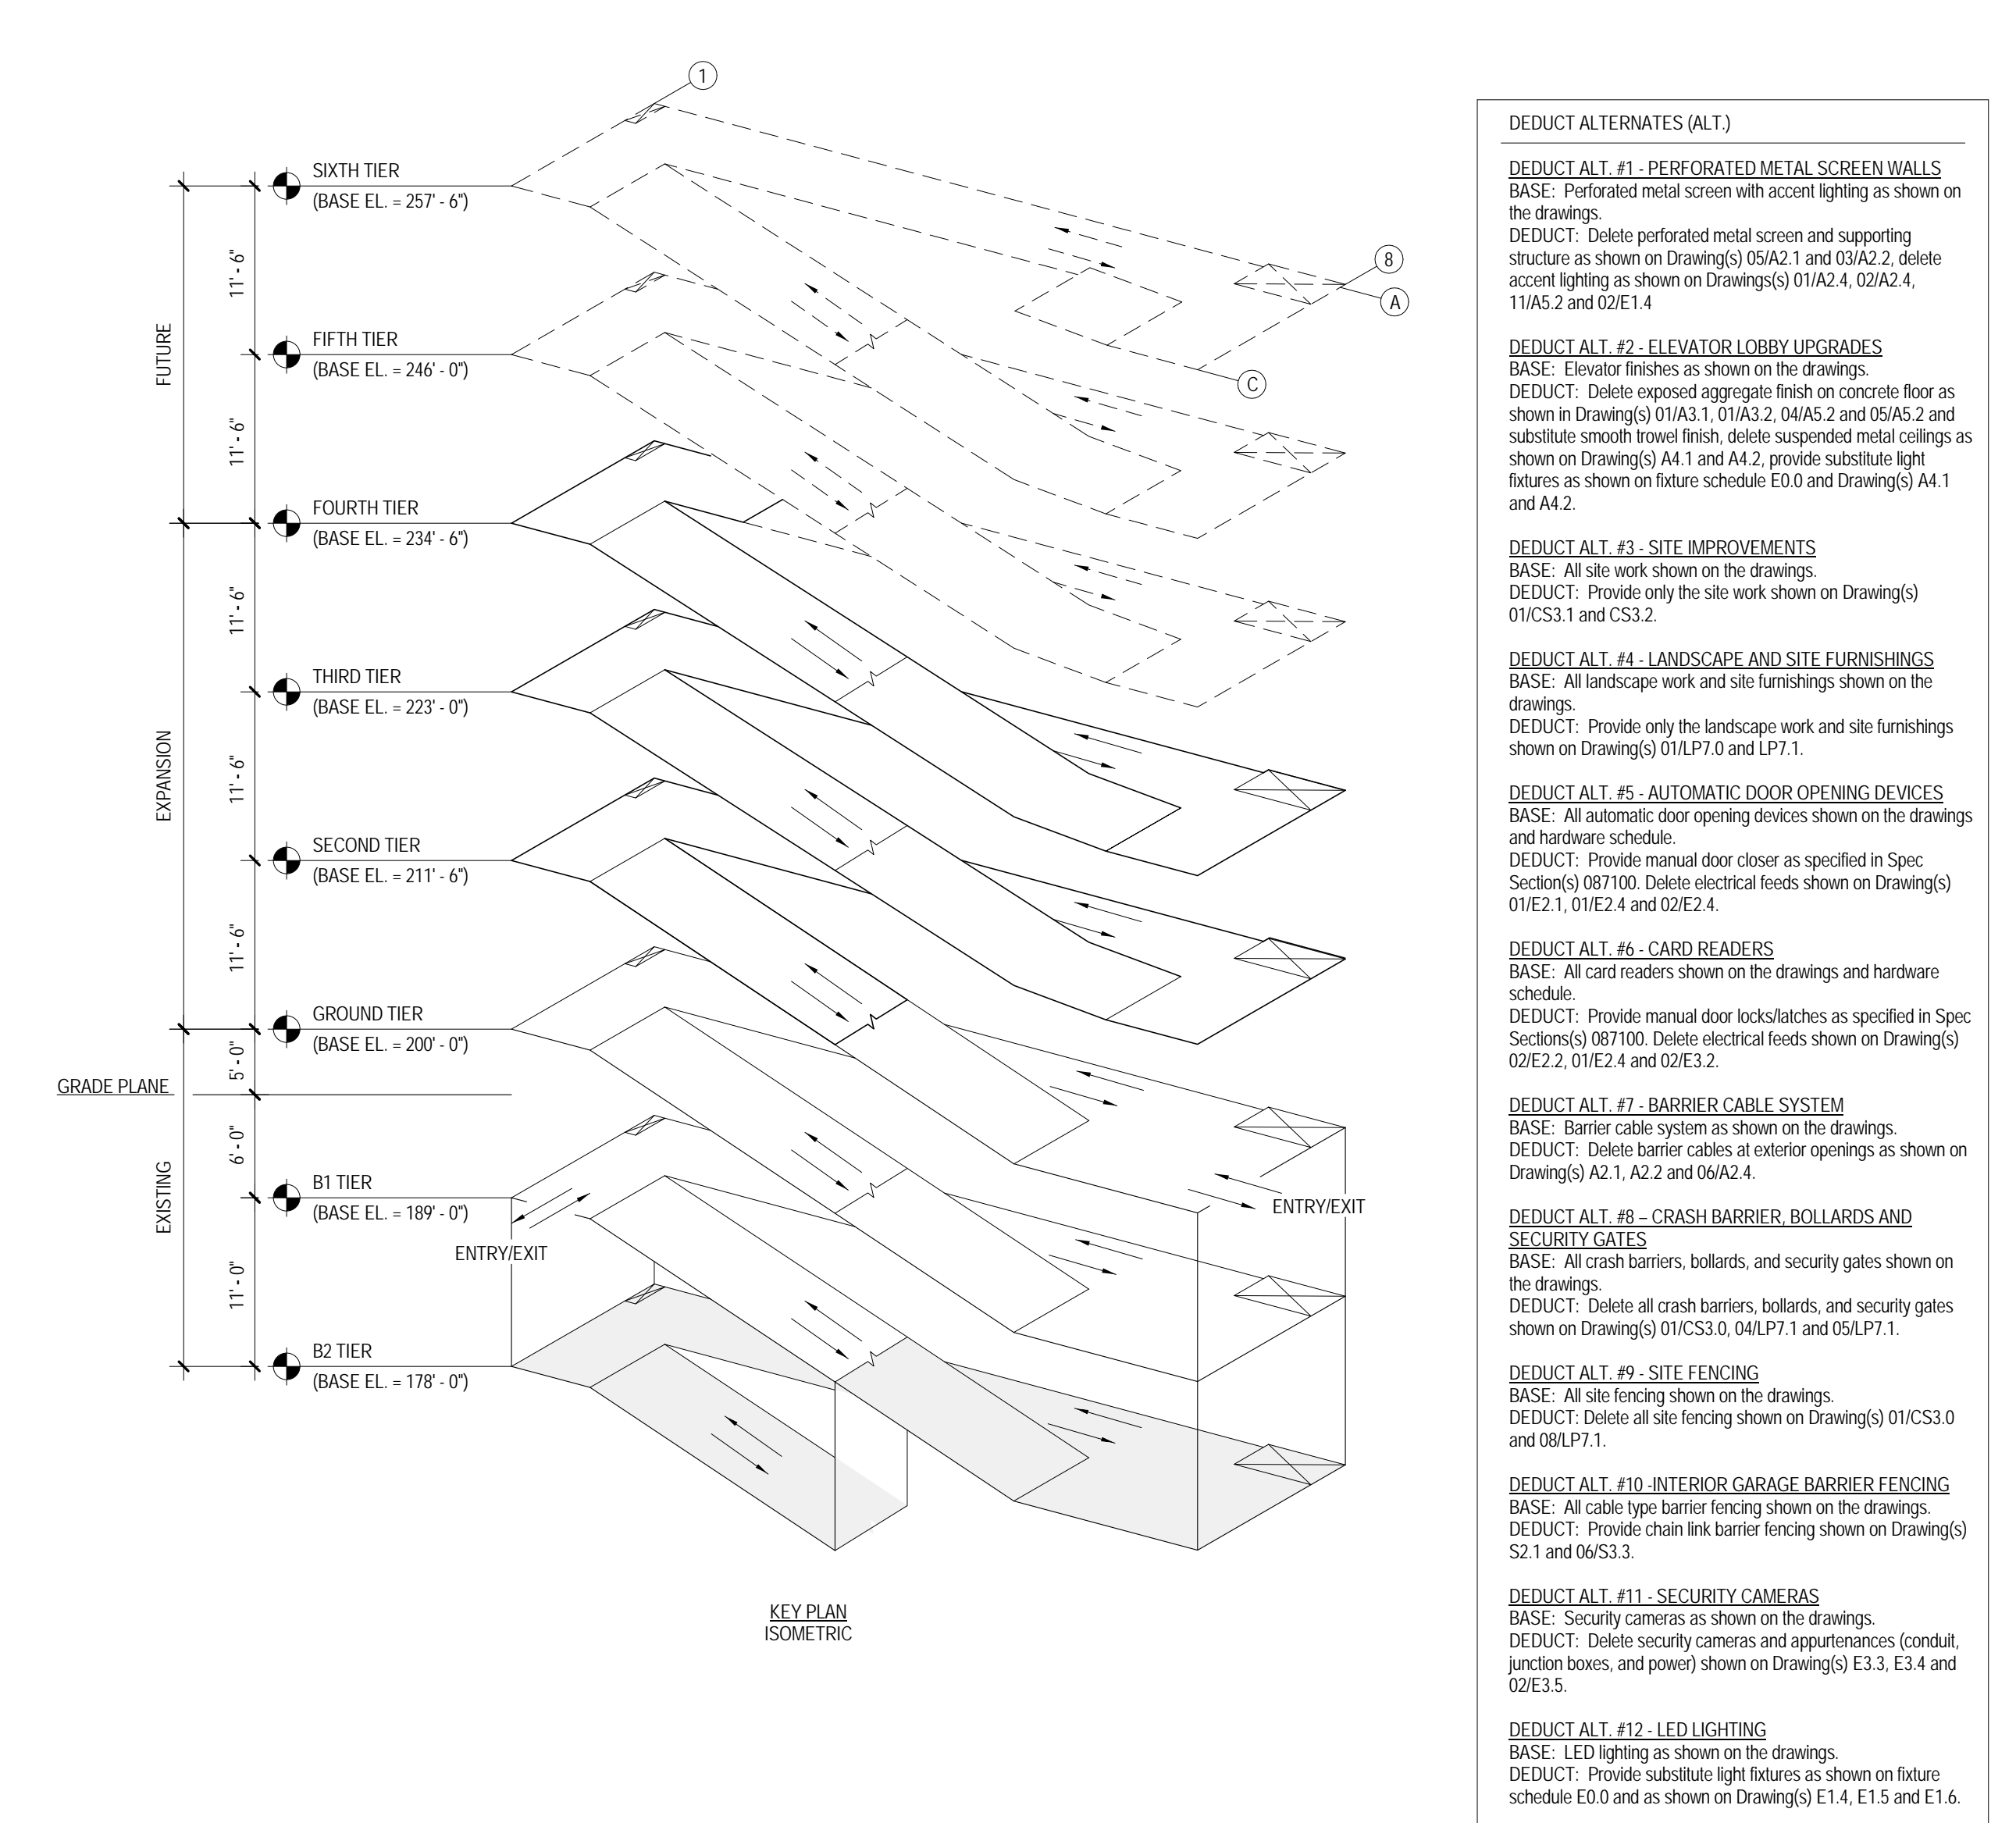 1
SIXTH TIER
(BASE EL. = 257' - 6")
11' - 6"
8
A
FUTURE
FIFTH TIER
(BASE EL. = 246' - 0")
C
11' - 6"
FOURTH TIER
(BASE EL. = 234' - 6")
11' - 6"
THIRD TIER
(BASE EL. = 223' - 0")
EXPANSION
11' - 6"
SECOND TIER
(BASE EL. = 211' - 6")
11' - 6"
GROUND TIER
(BASE EL. = 200' - 0")
5' - 0"
GRADE PLANE
6' - 0"
EXISTING
B1 TIER
(BASE EL. = 189' - 0")
ENTRY/EXIT
ENTRY/EXIT
11' - 0"
B2 TIER
(BASE EL. = 178' - 0")
KEY PLAN
ISOMETRIC
DEDUCT ALTERNATES (ALT.)
DEDUCT ALT. #1 - PERFORATED METAL SCREEN WALLS
BASE: Perforated metal screen with accent lighting as shown on
the drawings.
DEDUCT: Delete perforated metal screen and supporting
structure as shown on Drawing(s) 05/A2.1 and 03/A2.2, delete
accent lighting as shown on Drawings(s) 01/A2.4, 02/A2.4,
11/A5.2 and 02/E1.4
DEDUCT ALT. #2 - ELEVATOR LOBBY UPGRADES
BASE: Elevator finishes as shown on the drawings.
DEDUCT: Delete exposed aggregate finish on concrete floor as
shown in Drawing(s) 01/A3.1, 01/A3.2, 04/A5.2 and 05/A5.2 and
substitute smooth trowel finish, delete suspended metal ceilings as
shown on Drawing(s) A4.1 and A4.2, provide substitute light
fixtures as shown on fixture schedule E0.0 and Drawing(s) A4.1
and A4.2.
DEDUCT ALT. #3 - SITE IMPROVEMENTS
BASE: All site work shown on the drawings.
DEDUCT: Provide only the site work shown on Drawing(s)
01/CS3.1 and CS3.2.
DEDUCT ALT. #4 - LANDSCAPE AND SITE FURNISHINGS
BASE: All landscape work and site furnishings shown on the
drawings.
DEDUCT: Provide only the landscape work and site furnishings
shown on Drawing(s) 01/LP7.0 and LP7.1.
DEDUCT ALT. #5 - AUTOMATIC DOOR OPENING DEVICES
BASE: All automatic door opening devices shown on the drawings
and hardware schedule.
DEDUCT: Provide manual door closer as specified in Spec
Section(s) 087100. Delete electrical feeds shown on Drawing(s)
01/E2.1, 01/E2.4 and 02/E2.4.
DEDUCT ALT. #6 - CARD READERS
BASE: All card readers shown on the drawings and hardware
schedule.
DEDUCT: Provide manual door locks/latches as specified in Spec
Sections(s) 087100. Delete electrical feeds shown on Drawing(s)
02/E2.2, 01/E2.4 and 02/E3.2.
DEDUCT ALT. #7 - BARRIER CABLE SYSTEM
BASE: Barrier cable system as shown on the drawings.
DEDUCT: Delete barrier cables at exterior openings as shown on
Drawing(s) A2.1, A2.2 and 06/A2.4.
DEDUCT ALT. #8 – CRASH BARRIER, BOLLARDS AND
SECURITY GATES
BASE: All crash barriers, bollards, and security gates shown on
the drawings.
DEDUCT: Delete all crash barriers, bollards, and security gates
shown on Drawing(s) 01/CS3.0, 04/LP7.1 and 05/LP7.1.
DEDUCT ALT. #9 - SITE FENCING
BASE: All site fencing shown on the drawings.
DEDUCT: Delete all site fencing shown on Drawing(s) 01/CS3.0
and 08/LP7.1.
DEDUCT ALT. #10 -INTERIOR GARAGE BARRIER FENCING
BASE: All cable type barrier fencing shown on the drawings.
DEDUCT: Provide chain link barrier fencing shown on Drawing(s)
S2.1 and 06/S3.3.
DEDUCT ALT. #11 - SECURITY CAMERAS
BASE: Security cameras as shown on the drawings.
DEDUCT: Delete security cameras and appurtenances (conduit,
junction boxes, and power) shown on Drawing(s) E3.3, E3.4 and
02/E3.5.
DEDUCT ALT. #12 - LED LIGHTING
BASE: LED lighting as shown on the drawings.
DEDUCT: Provide substitute light fixtures as shown on fixture
schedule E0.0 and as shown on Drawing(s) E1.4, E1.5 and E1.6.